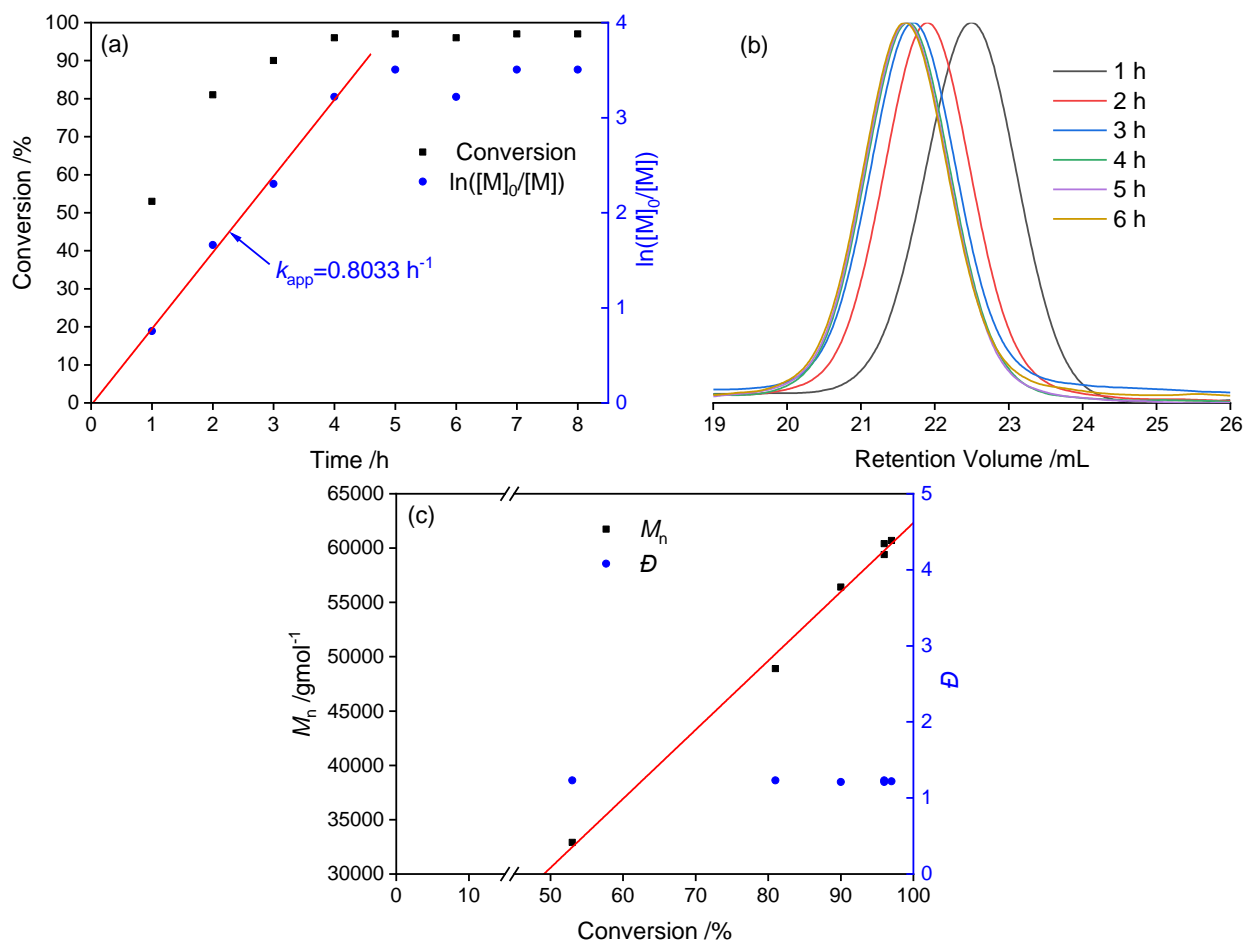 (a)
100
90
80
70
60
50
40
30
20
10
0
Conversion /%
4
3
2
1
0
ln([M]₀/[M])
Conversion
ln([M]₀/[M])
k_app=0.8033 h⁻¹
0 1 2 3 4 5 6 7 8
Time /h
(b)
1 h
2 h
3 h
4 h
5 h
6 h
19 20 21 22 23 24 25 26
Retention Volume /mL
(c)
65000
60000
55000
50000
45000
40000
35000
30000
Mₙ /gmol⁻¹
Mₙ
Đ
5
4
3
2
1
0
Đ
0 10 50 60 70 80 90 100
Conversion /%